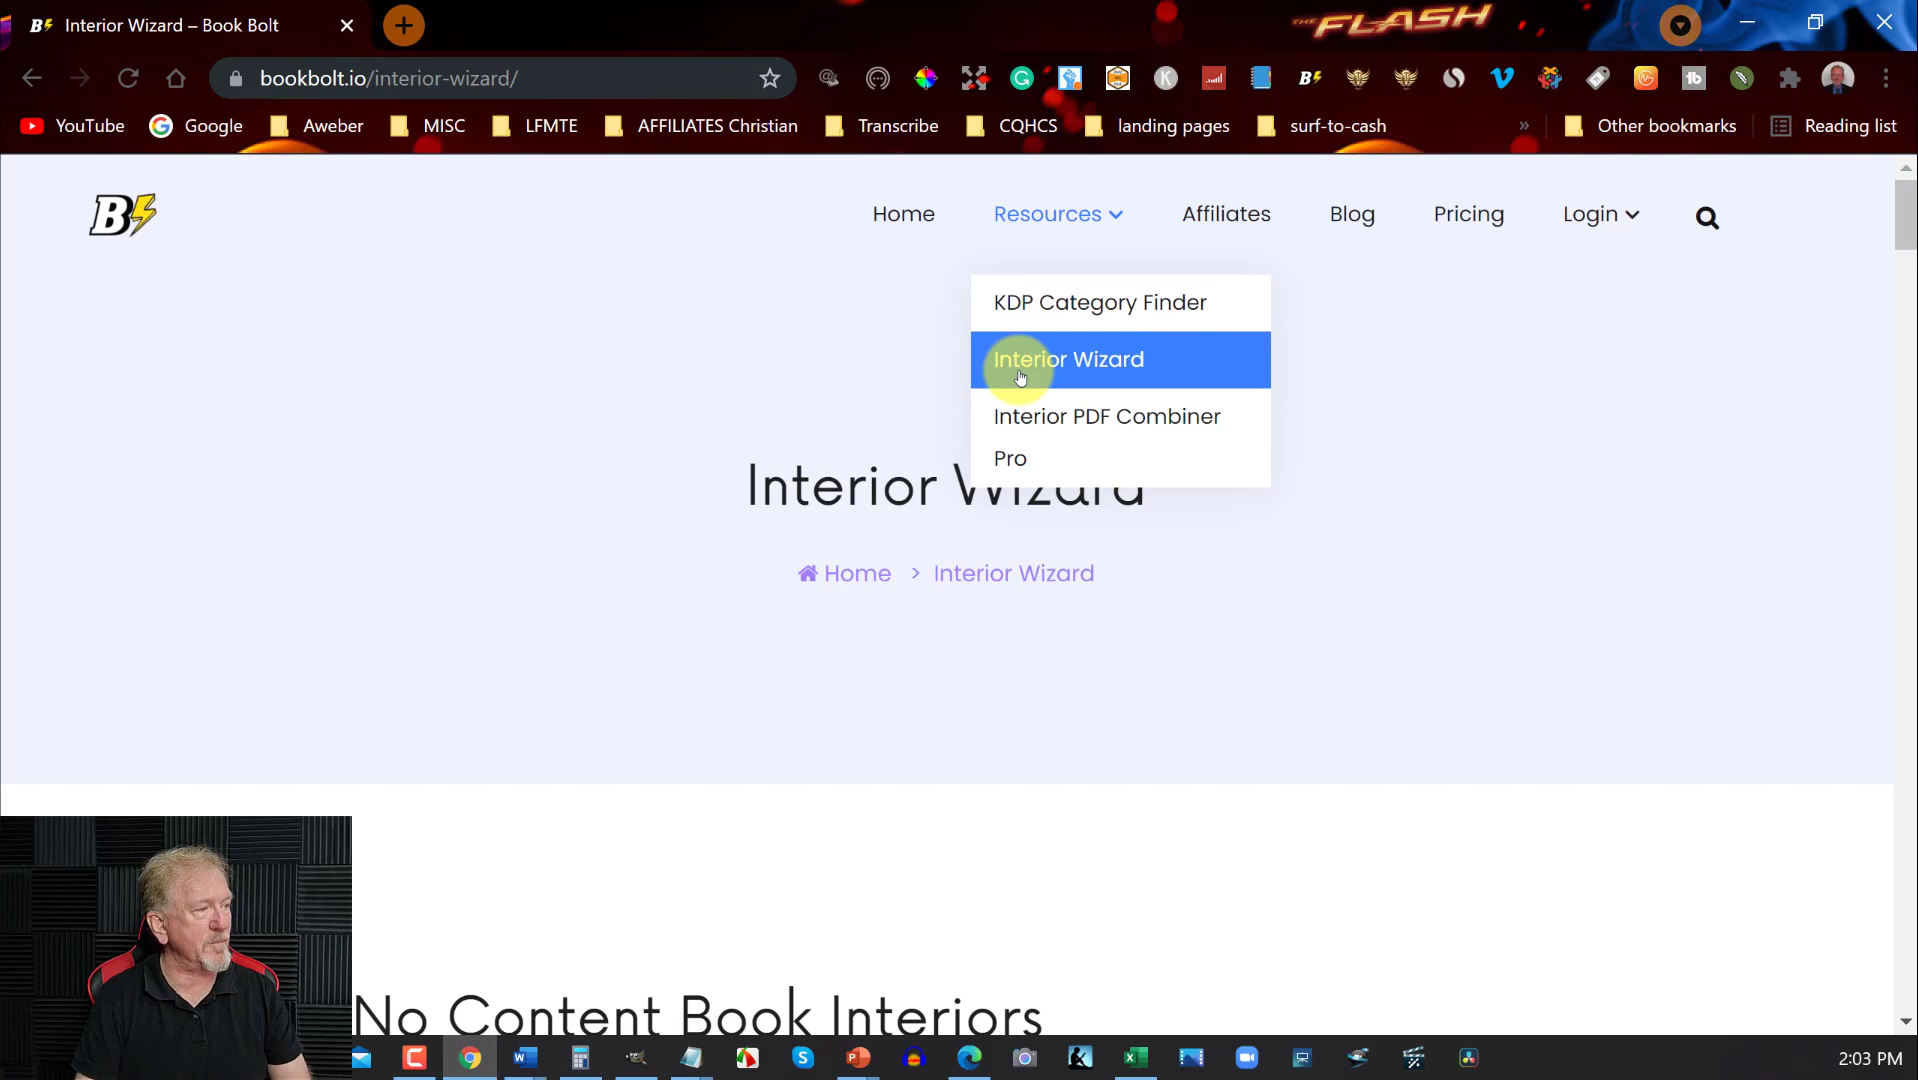 Interior Wizard – Book Bolt
THE FLASH
bookbolt.io/interior-wizard/
YouTube
Google
Aweber
MISC
LFMTE
AFFILIATES Christian
Transcribe
CQHCS
landing pages
surf-to-cash
»
Other bookmarks
Reading list
B
Home
Resources
Affiliates
Blog
Pricing
Login
KDP Category Finder
Interior Wizard
Interior PDF Combiner
Pro
Interior Wizard
Home > Interior Wizard
No Content Book Interiors
2:03 PM